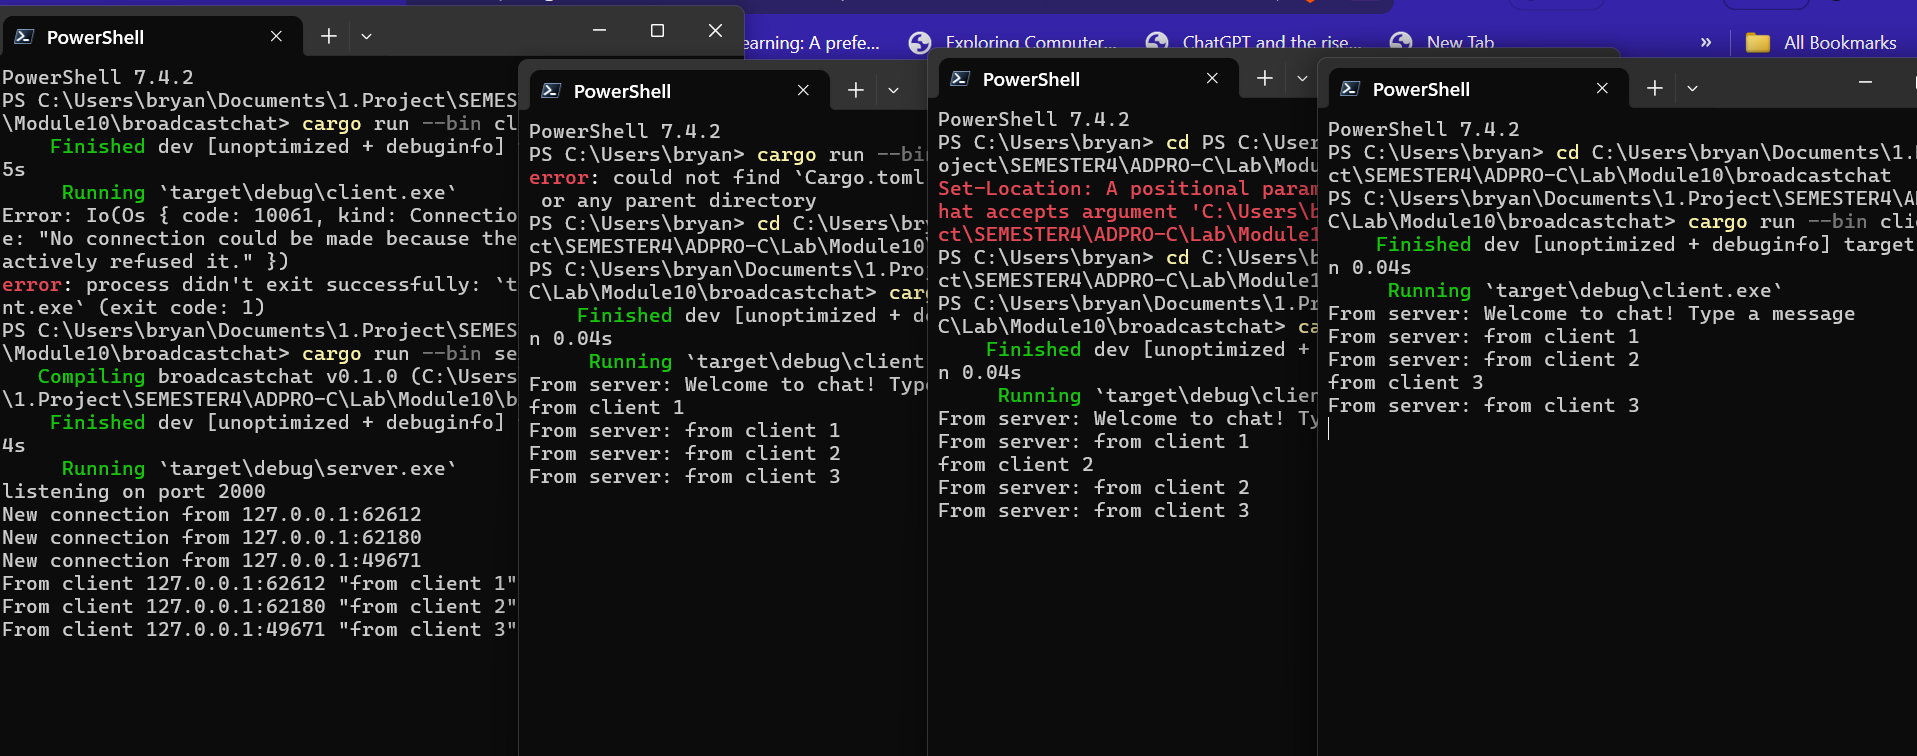 earning: A prefe...
Exploring Computer...
ChatGPT and the rise...
New Tab
»
All Bookmarks
PowerShell
PowerShell 7.4.2
PS C:\Users\bryan\Documents\1.Project\SEMES
\Module10\broadcastchat> cargo run --bin cl
Finished dev [unoptimized + debuginfo]
5s
Running `target\debug\client.exe`
Error: Io(Os { code: 10061, kind: Connectio
e: "No connection could be made because the
actively refused it." })
error: process didn't exit successfully: `t
nt.exe` (exit code: 1)
PS C:\Users\bryan\Documents\1.Project\SEMES
\Module10\broadcastchat> cargo run --bin se
Compiling broadcastchat v0.1.0 (C:\Users
\1.Project\SEMESTER4\ADPRO-C\Lab\Module10\b
Finished dev [unoptimized + debuginfo]
4s
Running `target\debug\server.exe`
listening on port 2000
New connection from 127.0.0.1:62612
New connection from 127.0.0.1:62180
New connection from 127.0.0.1:49671
From client 127.0.0.1:62612 "from client 1"
From client 127.0.0.1:62180 "from client 2"
From client 127.0.0.1:49671 "from client 3"
PowerShell
PowerShell 7.4.2
PS C:\Users\bryan> cargo run --bin
error: could not find `Cargo.toml
or any parent directory
PS C:\Users\bryan> cd C:\Users\bry
ct\SEMESTER4\ADPRO-C\Lab\Module10\
PS C:\Users\bryan\Documents\1.Proj
C\Lab\Module10\broadcastchat> carg
Finished dev [unoptimized + de
n 0.04s
Running `target\debug\client
From server: Welcome to chat! Type
from client 1
From server: from client 1
From server: from client 2
From server: from client 3
PowerShell
PowerShell 7.4.2
PS C:\Users\bryan> cd PS C:\User
oject\SEMESTER4\ADPRO-C\Lab\Modu
Set-Location: A positional param
hat accepts argument 'C:\Users\b
ct\SEMESTER4\ADPRO-C\Lab\Module1
PS C:\Users\bryan> cd C:\Users\b
ct\SEMESTER4\ADPRO-C\Lab\Module1
PS C:\Users\bryan\Documents\1.Pr
C\Lab\Module10\broadcastchat> ca
Finished dev [unoptimized +
n 0.04s
Running `target\debug\clien
From server: Welcome to chat! Ty
From server: from client 1
from client 2
From server: from client 2
From server: from client 3
PowerShell
PowerShell 7.4.2
PS C:\Users\bryan> cd C:\Users\bryan\Documents\1.
ct\SEMESTER4\ADPRO-C\Lab\Module10\broadcastchat
PS C:\Users\bryan\Documents\1.Project\SEMESTER4\A
C\Lab\Module10\broadcastchat> cargo run --bin clie
Finished dev [unoptimized + debuginfo] target
n 0.04s
Running `target\debug\client.exe`
From server: Welcome to chat! Type a message
From server: from client 1
From server: from client 2
from client 3
From server: from client 3